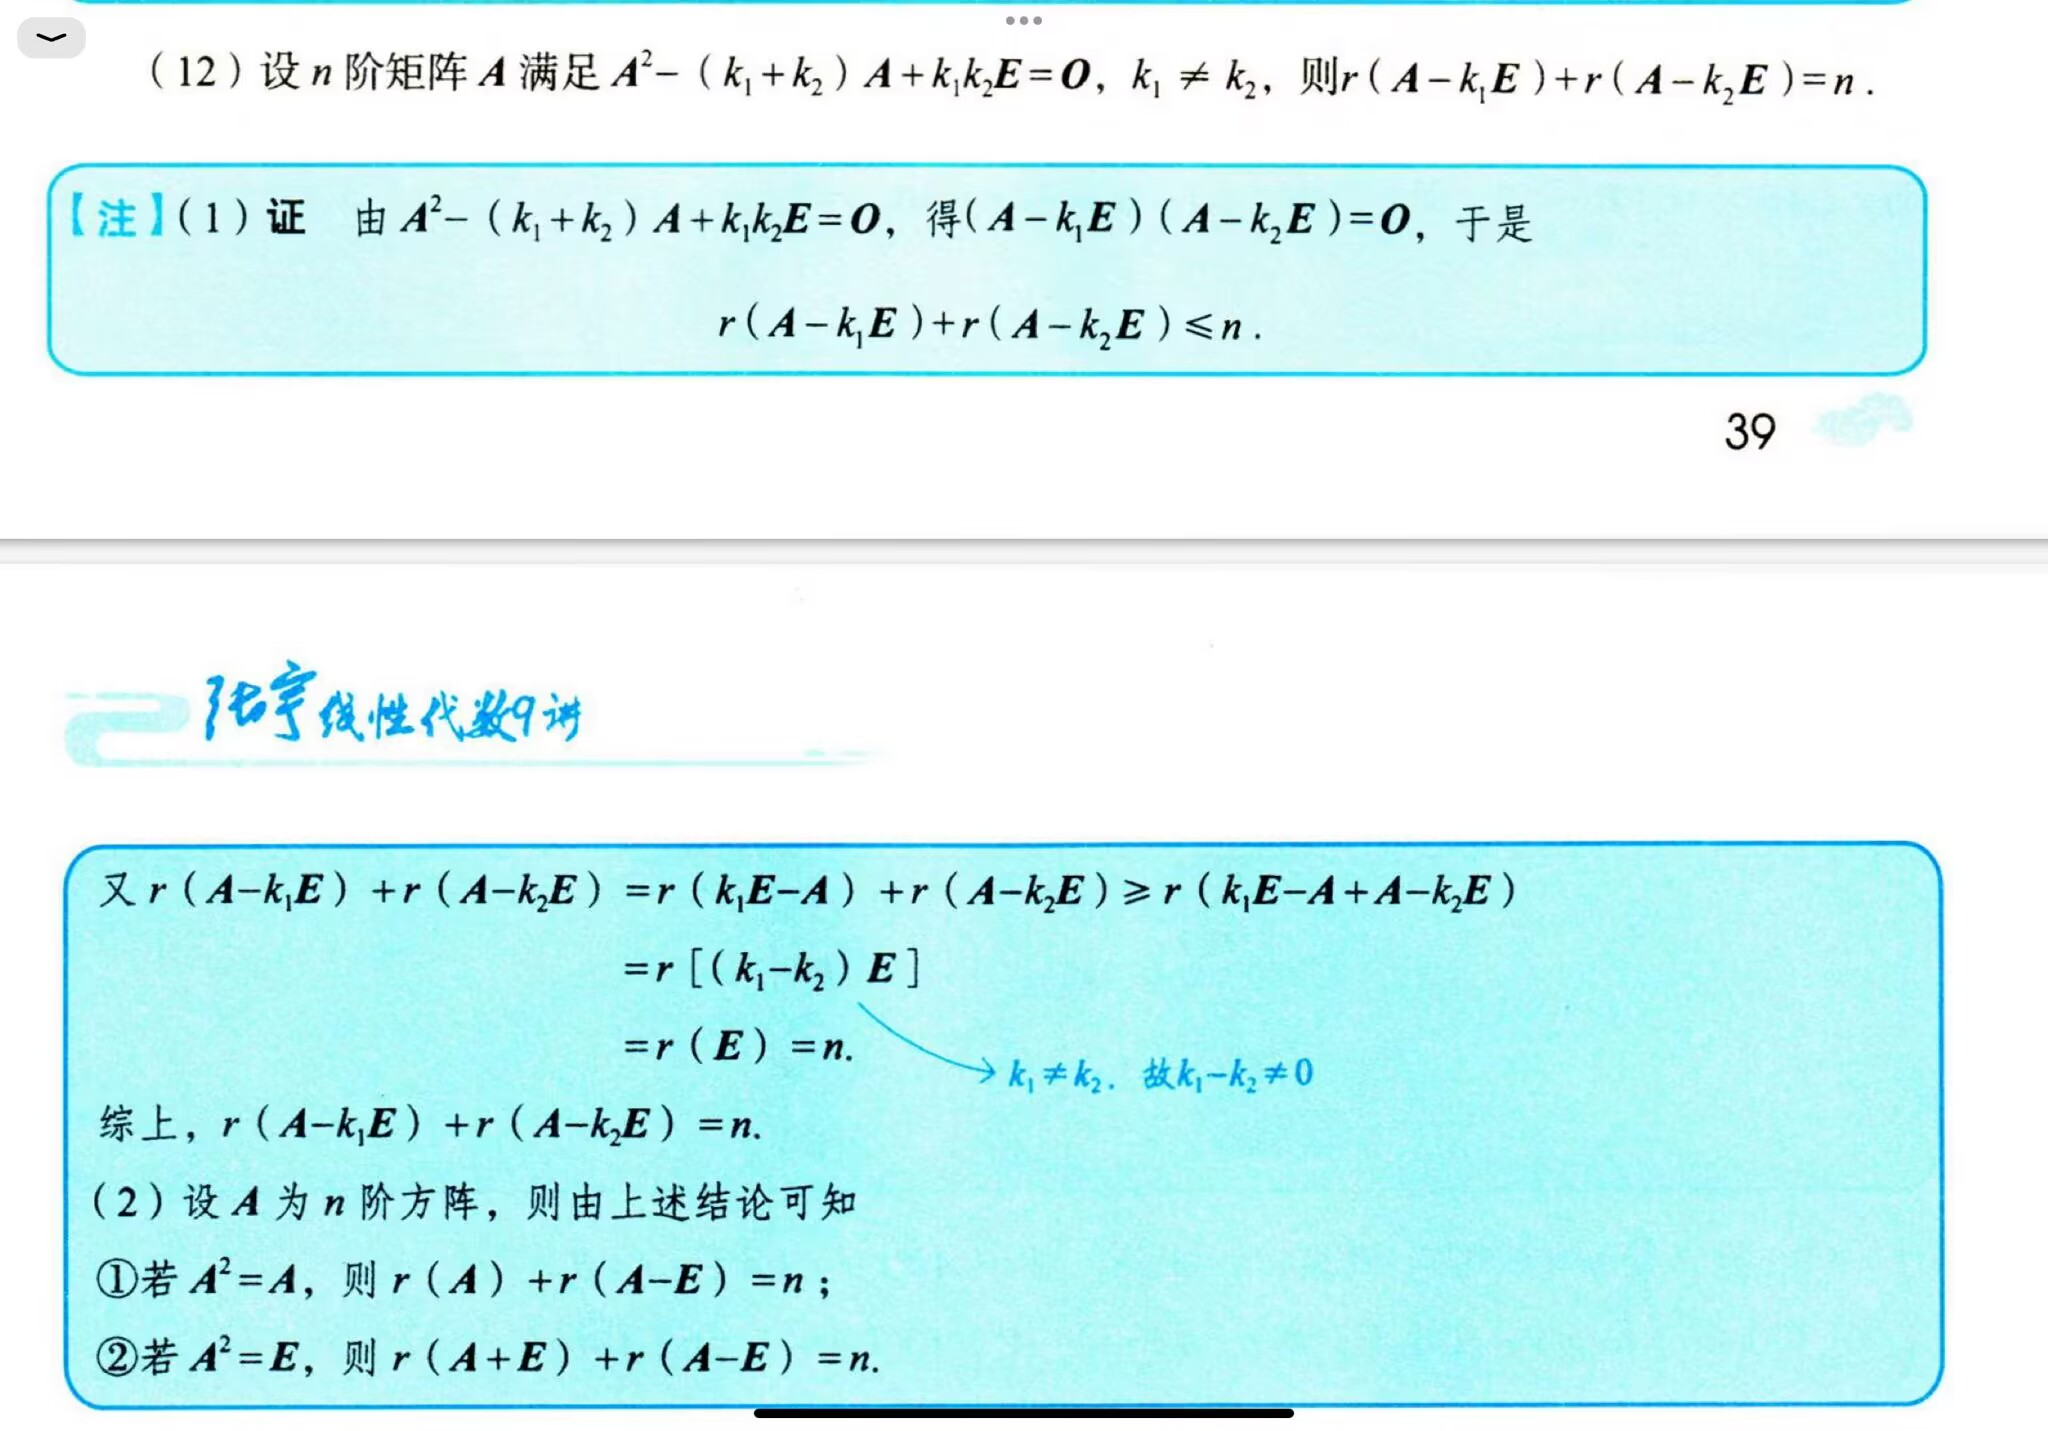 (12) 设 n 阶矩阵 A 满足 A²-(k₁+k₂)A+k₁k₂E=O, k₁≠k₂, 则r(A-k₁E)+r(A-k₂E)=n.
【注】(1) 证 由 A²-(k₁+k₂)A+k₁k₂E=O, 得(A-k₁E)(A-k₂E)=O, 于是
r(A-k₁E)+r(A-k₂E)≤n.
39
张宇线性代数9讲
又 r(A-k₁E)+r(A-k₂E)=r(k₁E-A)+r(A-k₂E)≥r(k₁E-A+A-k₂E)
=r[(k₁-k₂)E]
=r(E)=n.
k₁≠k₂. 故k₁-k₂≠0
综上, r(A-k₁E)+r(A-k₂E)=n.
(2) 设 A 为 n 阶方阵, 则由上述结论可知
①若 A²=A, 则 r(A)+r(A-E)=n;
②若 A²=E, 则 r(A+E)+r(A-E)=n.